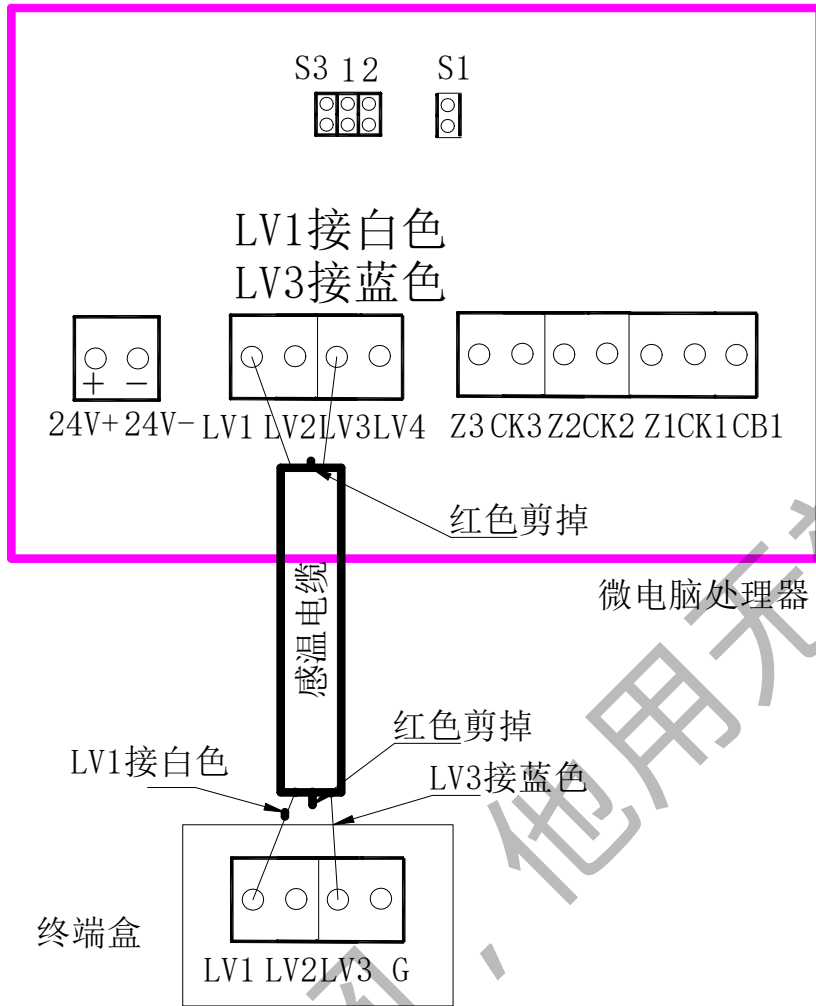 S3 1 2 S1
LV1接白色
LV3接蓝色
+ −
24V+ 24V- LV1 LV2 LV3 LV4 Z3 CK3 Z2 CK2 Z1 CK1 CB1
红色剪掉
微电脑处理器
感温电缆
红色剪掉
LV1接白色
LV3接蓝色
终端盒
LV1 LV2 LV3 G
，他用无